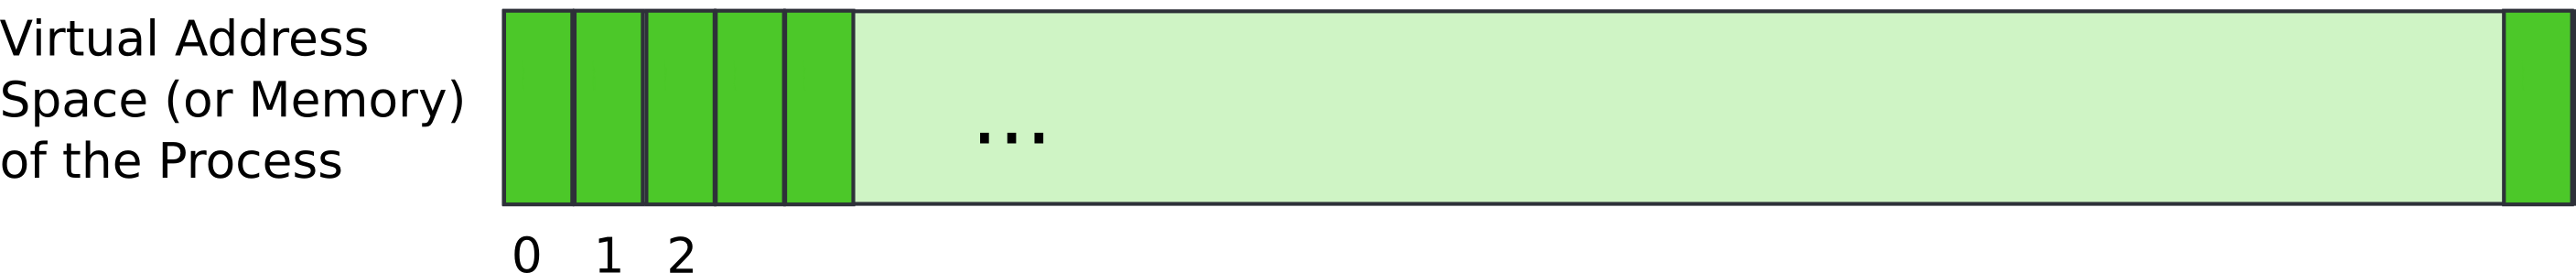 Virtual Address
Space (or Memory)
of the Process
...
0 1 2